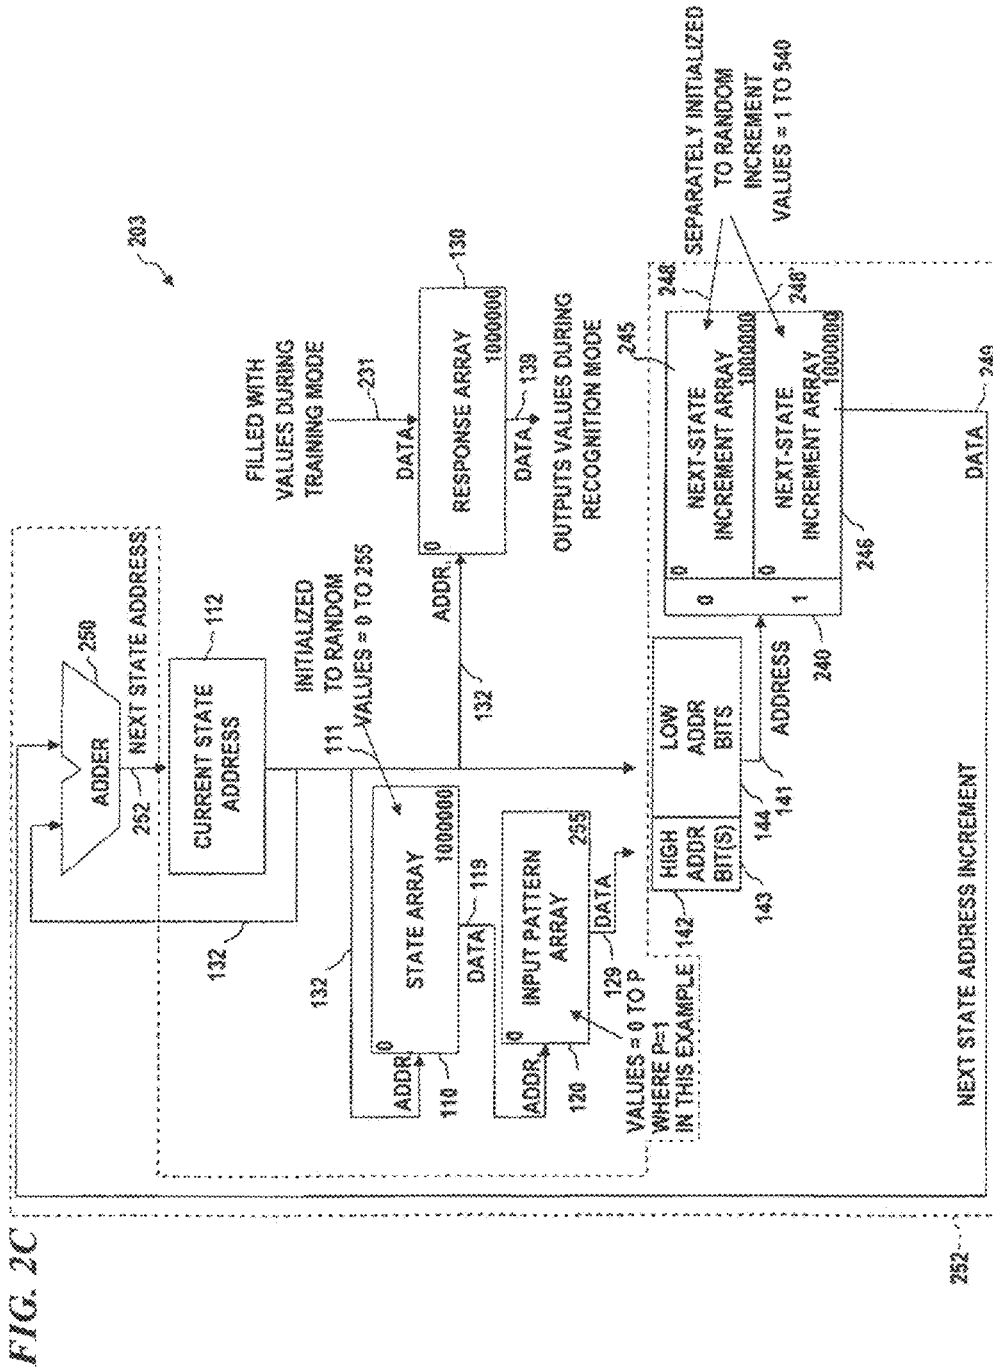 FIG. 2C
203
ADDER
250
NEXT STATE ADDRESS
252
132
CURRENT STATE
ADDRESS
112
INITIALIZED
TO RANDOM
VALUES = 0 TO 255
111
132
ADDR.
0
STATE ARRAY
1000000
110
DATA
119
ADDR.
0
INPUT PATTERN
ARRAY
255
120
DATA
129
VALUES = 0 TO P
WHERE P=1
IN THIS EXAMPLE
FILLED WITH
VALUES DURING
TRAINING MODE
231
DATA
132
ADDR.
0
RESPONSE ARRAY
1000000
130
DATA
139
OUTPUTS VALUES DURING
RECOGNITION MODE
142
HIGH
ADDR
BIT(S)
143
LOW
ADDR
BITS
144
141
ADDRESS
240
0
1
0
NEXT-STATE
INCREMENT ARRAY
1000000
245
248
0
NEXT-STATE
INCREMENT ARRAY
1000000
246
248'
SEPARATELY INITIALIZED
TO RANDOM
INCREMENT
VALUES = 1 TO 540
DATA
249
NEXT STATE ADDRESS INCREMENT
252